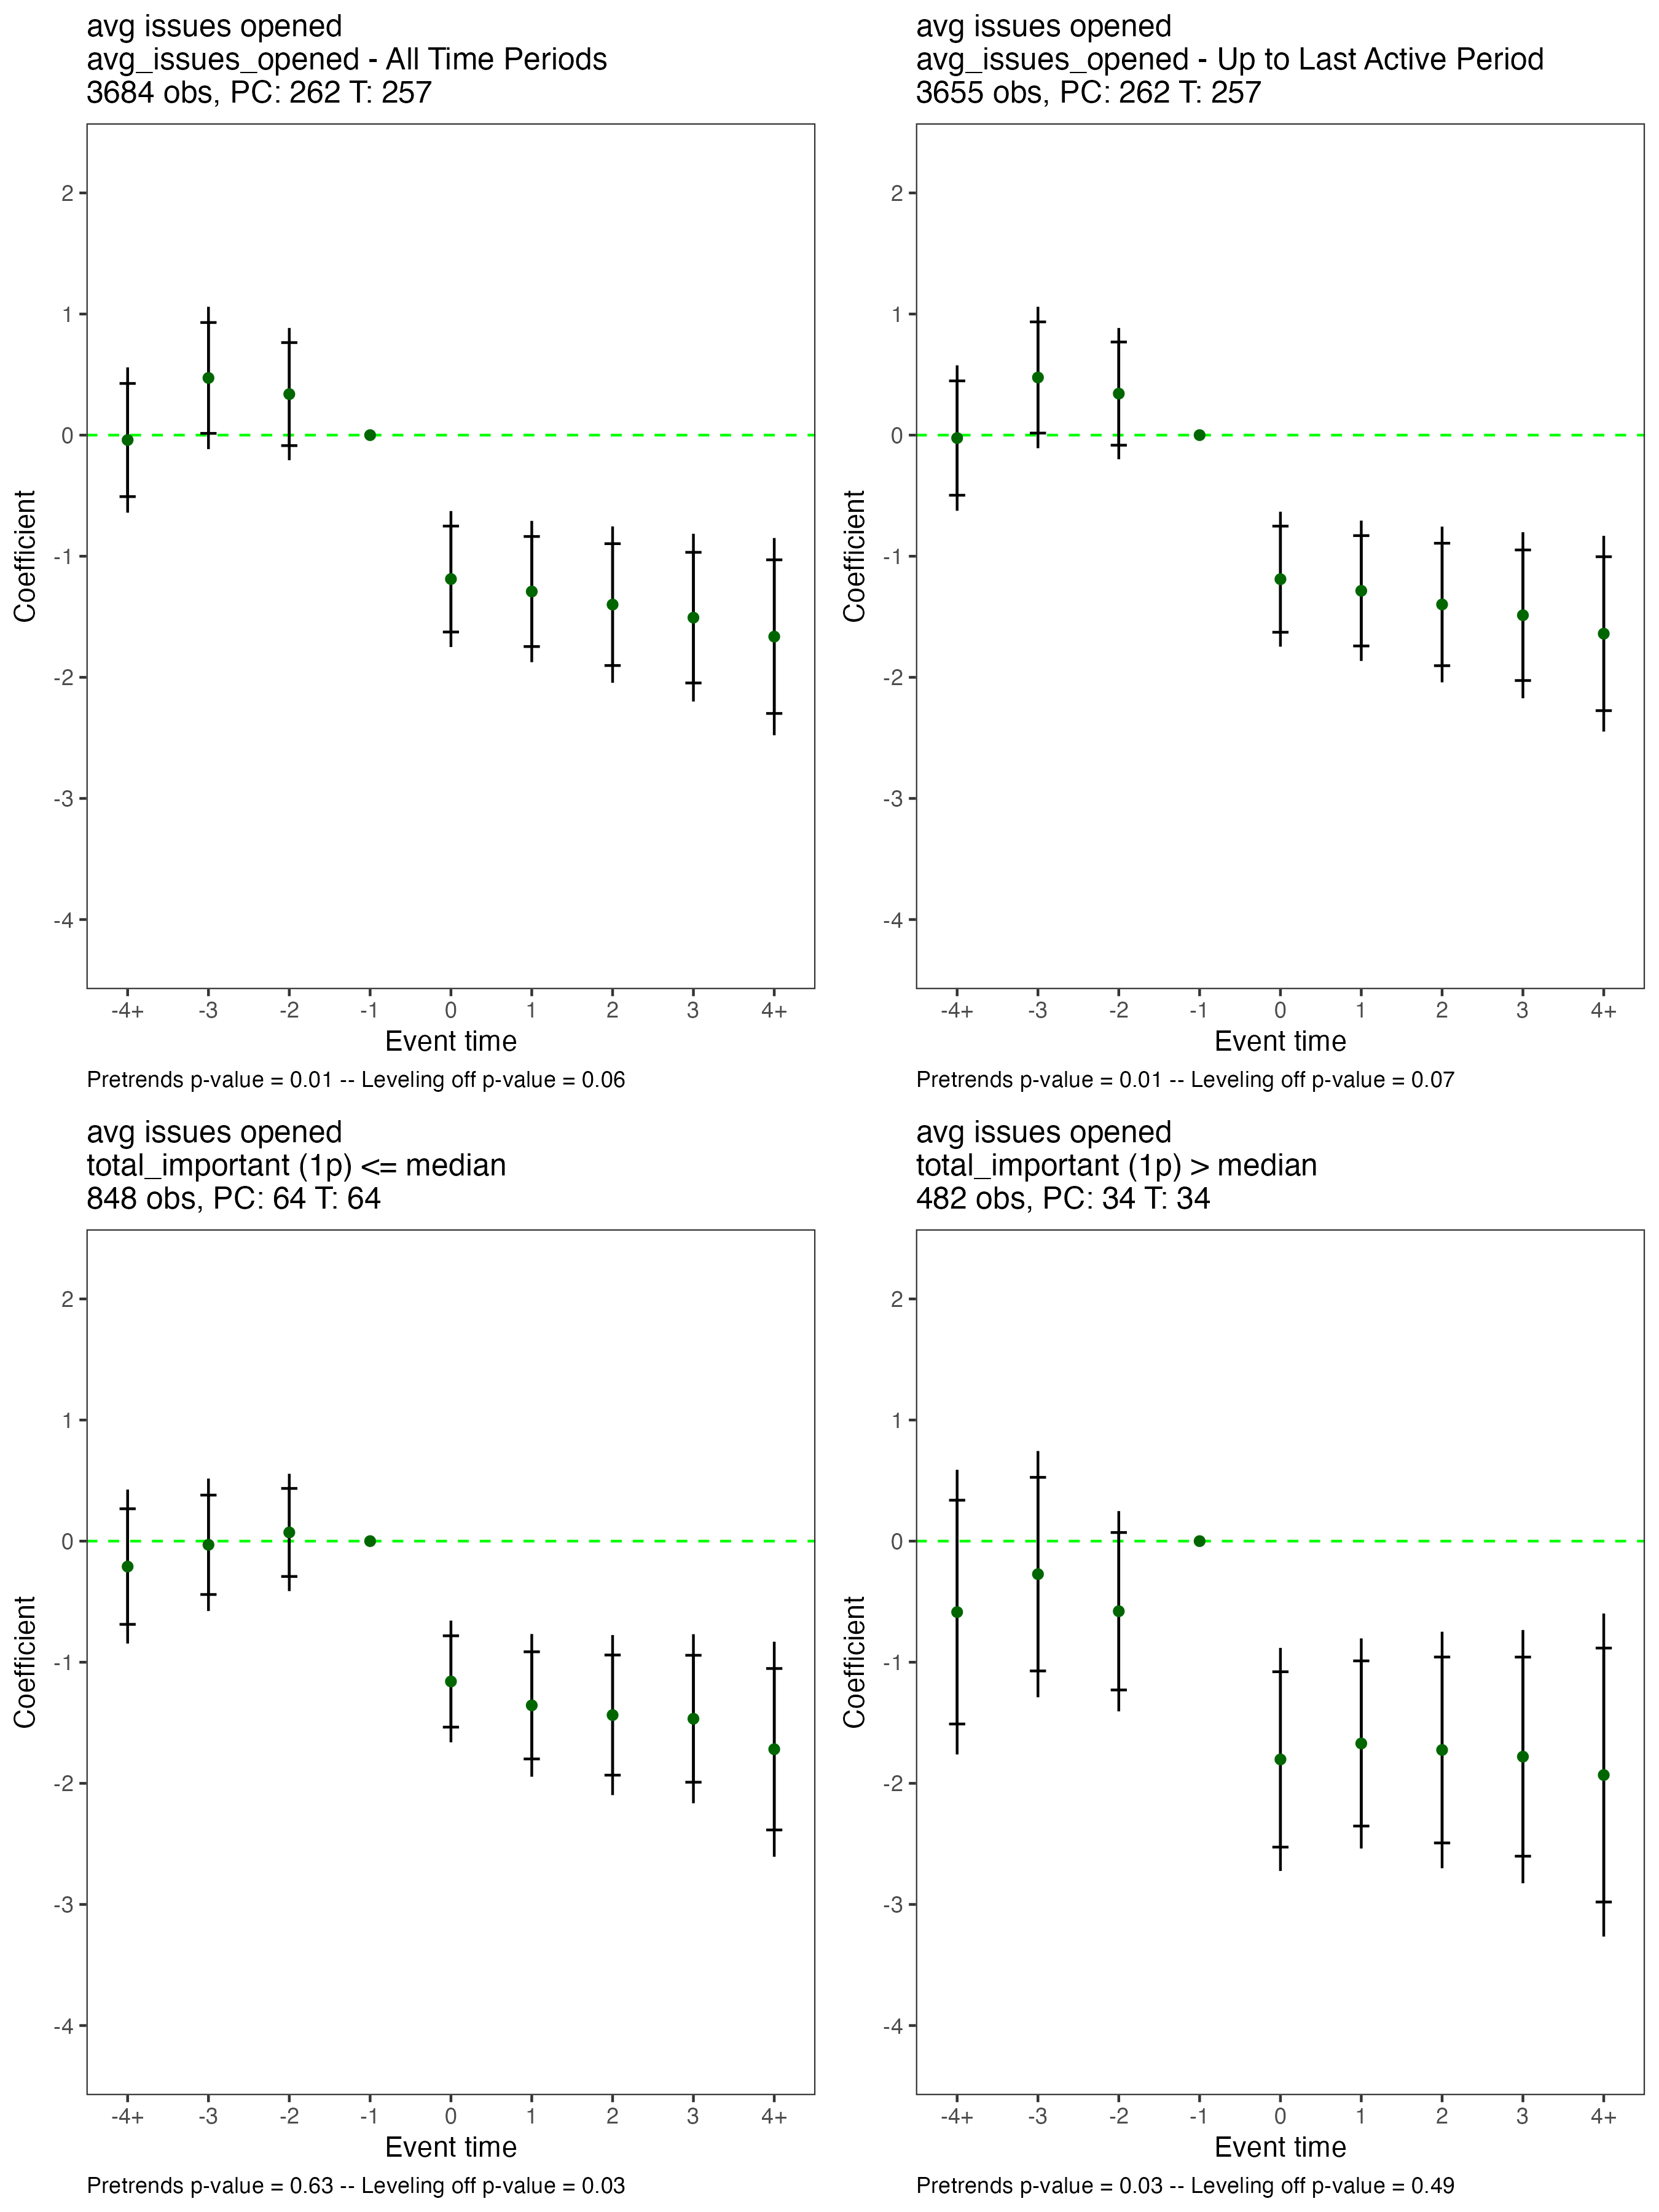 avg issues opened
avg_issues_opened - All Time Periods
3684 obs, PC: 262 T: 257
2
1
0
-1
-2
-3
-4
Coefficient
-4+ -3 -2 -1 0 1 2 3 4+
Event time
Pretrends p-value = 0.01 -- Leveling off p-value = 0.06
avg issues opened
avg_issues_opened - Up to Last Active Period
3655 obs, PC: 262 T: 257
2
1
0
-1
-2
-3
-4
Coefficient
-4+ -3 -2 -1 0 1 2 3 4+
Event time
Pretrends p-value = 0.01 -- Leveling off p-value = 0.07
avg issues opened
total_important (1p) <= median
848 obs, PC: 64 T: 64
2
1
0
-1
-2
-3
-4
Coefficient
-4+ -3 -2 -1 0 1 2 3 4+
Event time
Pretrends p-value = 0.63 -- Leveling off p-value = 0.03
avg issues opened
total_important (1p) > median
482 obs, PC: 34 T: 34
2
1
0
-1
-2
-3
-4
Coefficient
-4+ -3 -2 -1 0 1 2 3 4+
Event time
Pretrends p-value = 0.03 -- Leveling off p-value = 0.49